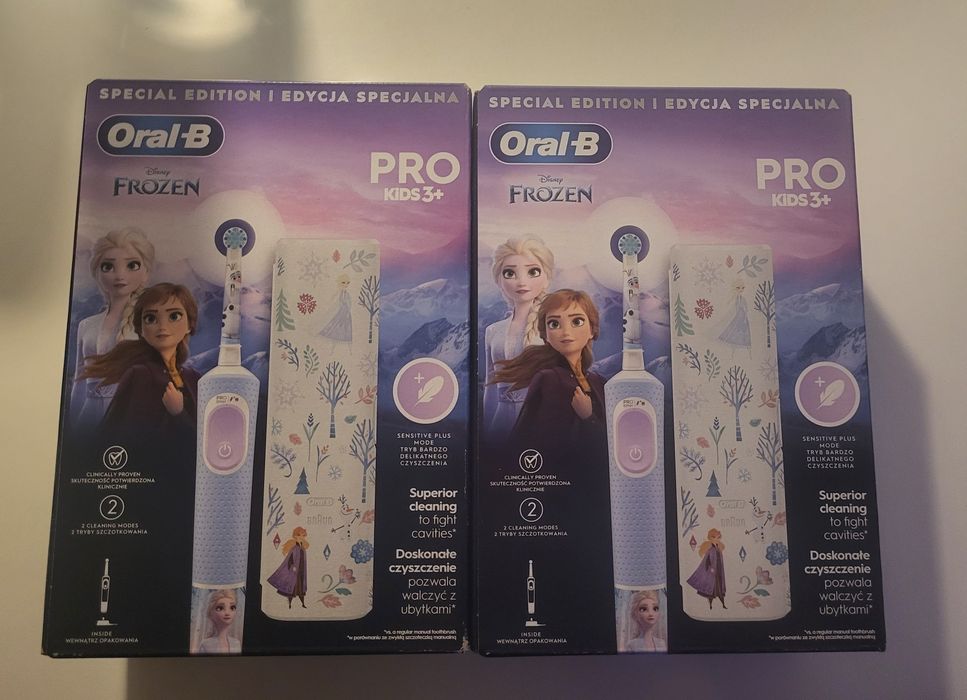 SPECIAL EDITION | EDYCJA SPECJALNA
Oral-B
Disney
FROZEN
PRO
KIDS 3+
SENSITIVE PLUS
MODE
TRYB BARDZO
DELIKATNEGO
CZYSZCZENIA
CLINICALLY PROVEN
SKUTECZNOŚĆ POTWIERDZONA
KLINICZNIE
2
2 CLEANING MODES
2 TRYBY SZCZOTKOWANIA
Superior
cleaning
to fight
cavities*
Doskonałe
czyszczenie
pozwala
walczyć z
ubytkami*
ORAL-B
BRAUN
INSIDE
WEWNĄTRZ OPAKOWANIA
*vs. a regular manual toothbrush
*w porównaniu ze zwykłą szczoteczką manualną
SPECIAL EDITION | EDYCJA SPECJALNA
Oral-B
Disney
FROZEN
PRO
KIDS 3+
SENSITIVE PLUS
MODE
TRYB BARDZO
DELIKATNEGO
CZYSZCZENIA
CLINICALLY PROVEN
SKUTECZNOŚĆ POTWIERDZONA
KLINICZNIE
2
2 CLEANING MODES
2 TRYBY SZCZOTKOWANIA
Superior
cleaning
to fight
cavities*
Doskonałe
czyszczenie
pozwala
walczyć z
ubytkami*
ORAL-B
BRAUN
INSIDE
WEWNĄTRZ OPAKOWANIA
*vs. a regular manual toothbrush
*w porównaniu ze zwykłą szczoteczką manualną